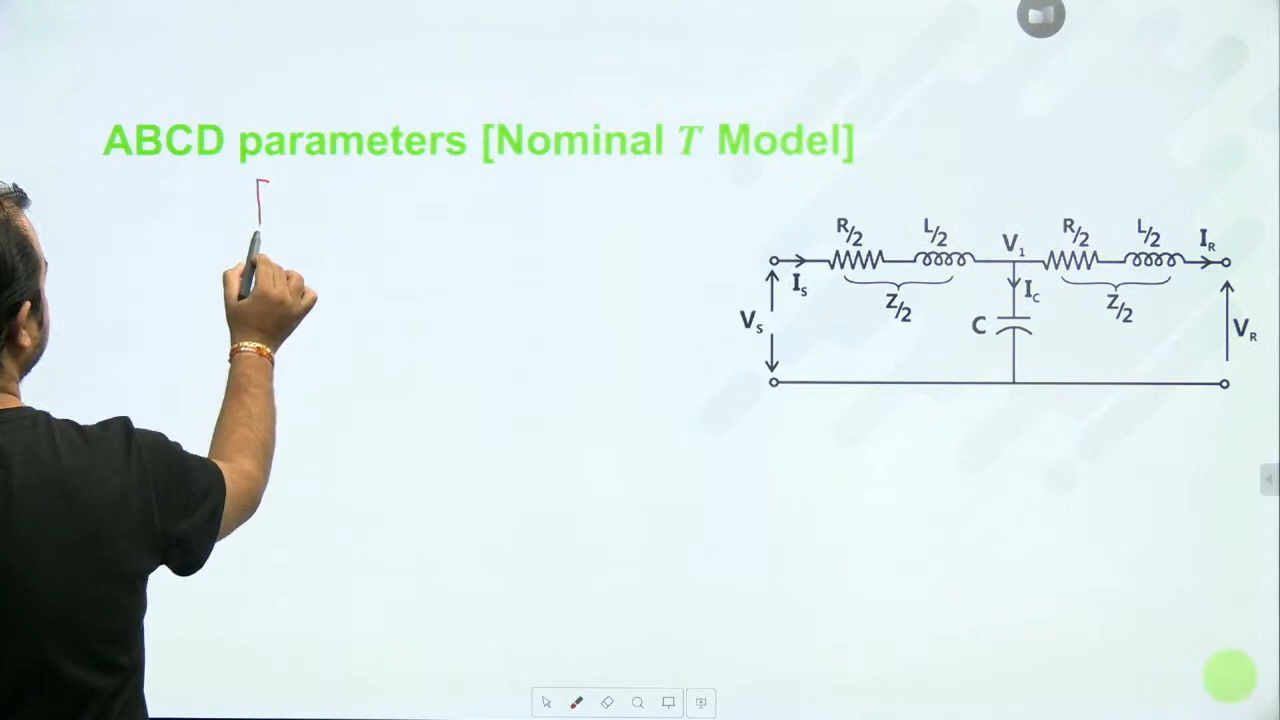 ABCD parameters [Nominal T Model]
R/2 L/2 V1 R/2 L/2 IR
IS Z/2 IC Z/2
VS C VR